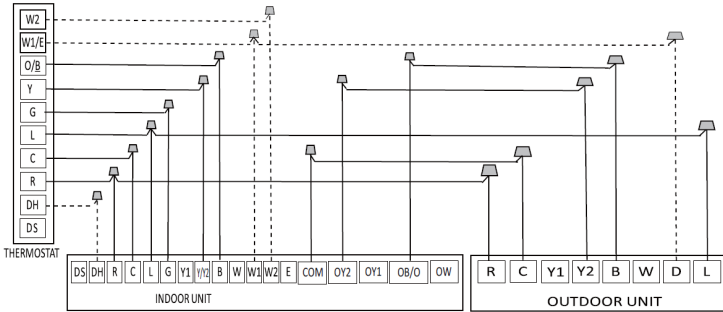 W2
W1/E
O/B
Y
G
L
C
R
DH
DS
THERMOSTAT
DS DH R C L G Y1 Y/Y2 B W W1 W2 E COM OY2 OY1 OB/O OW
INDOOR UNIT
R C Y1 Y2 B W D L
OUTDOOR UNIT